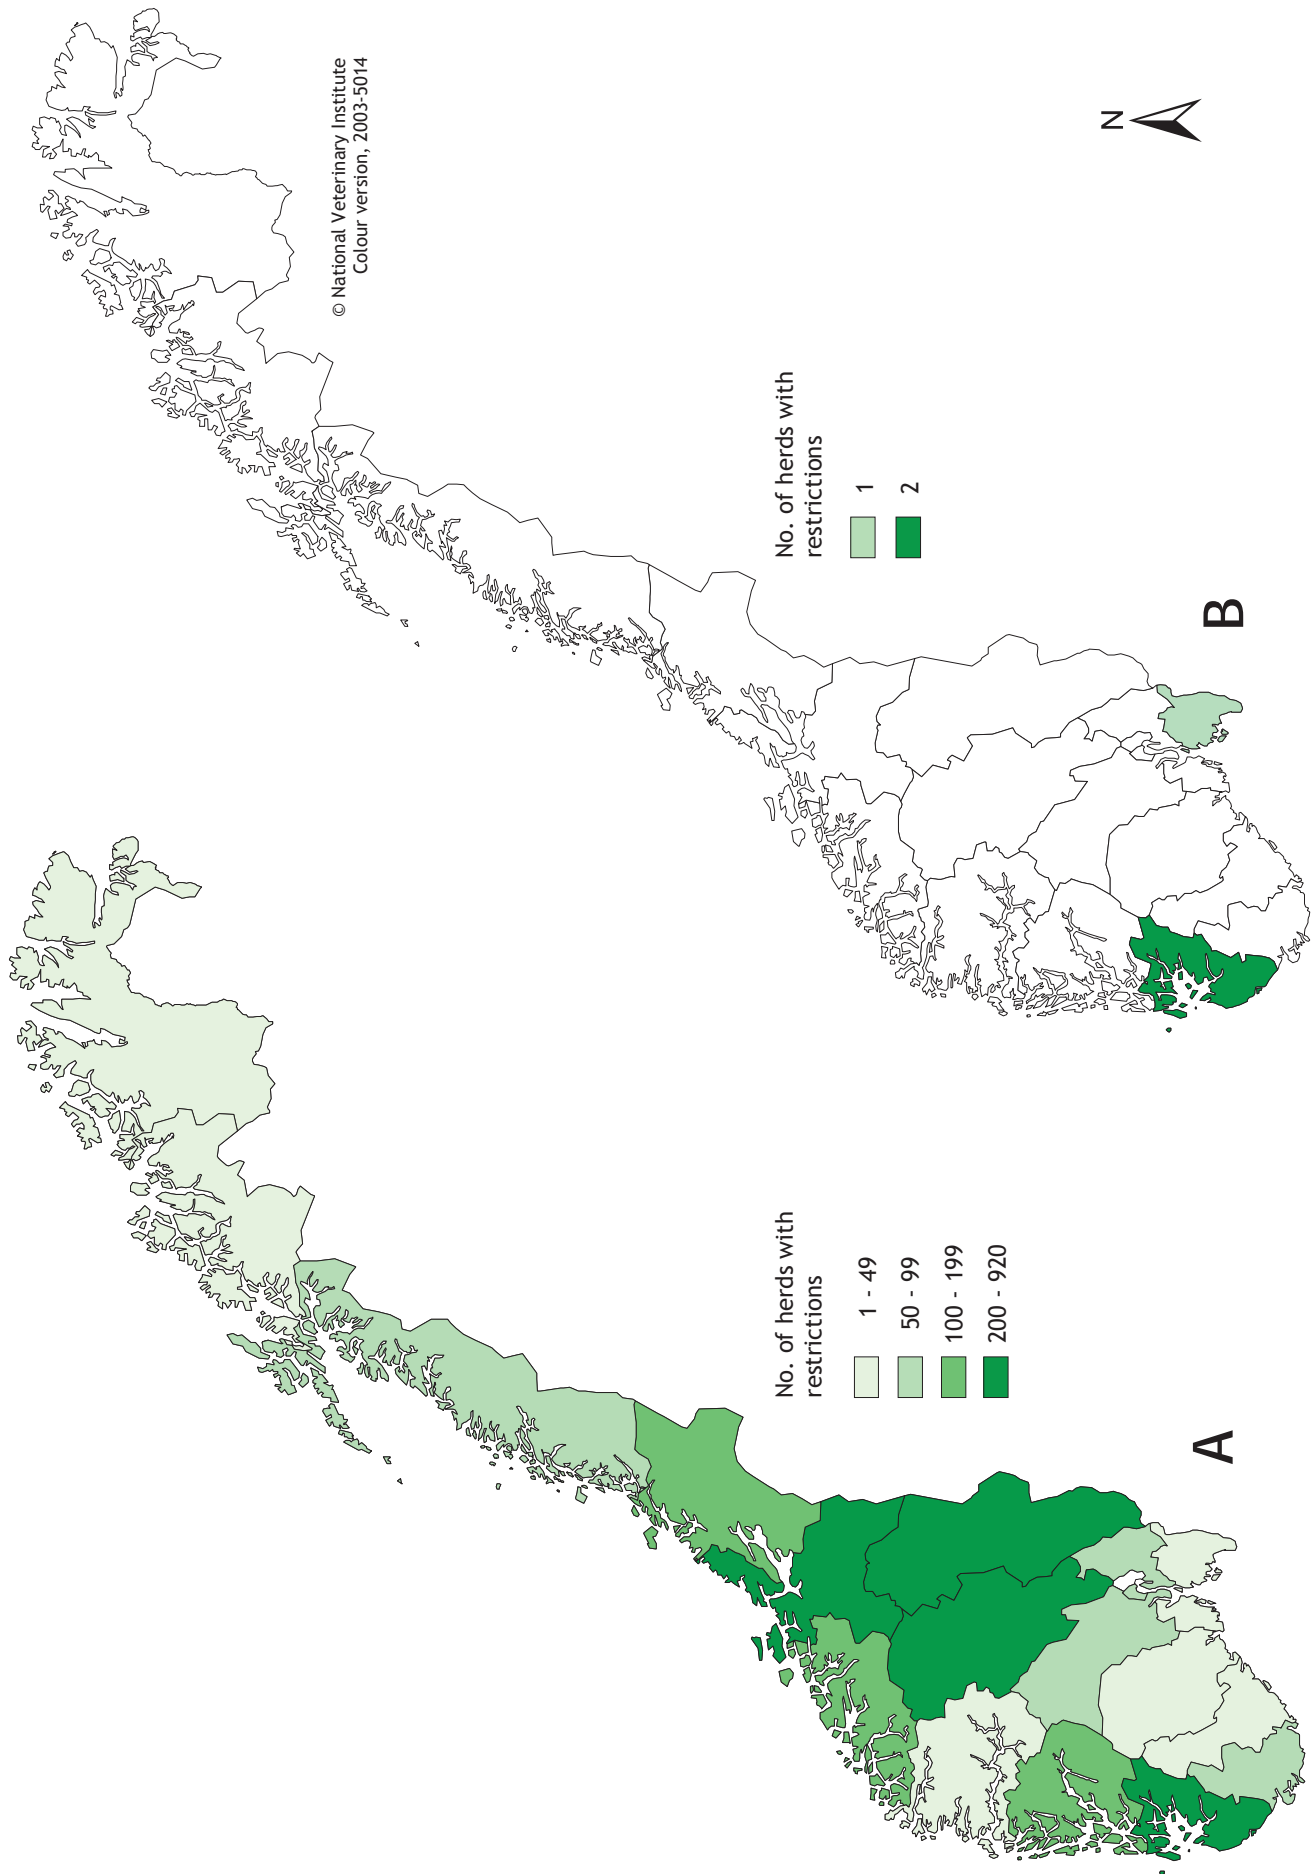 © National Veterinary Institute
Colour version, 2003-5014
N
No. of herds with
restrictions
1 - 49
50 - 99
100 - 199
200 - 920
A
No. of herds with
restrictions
1
2
B